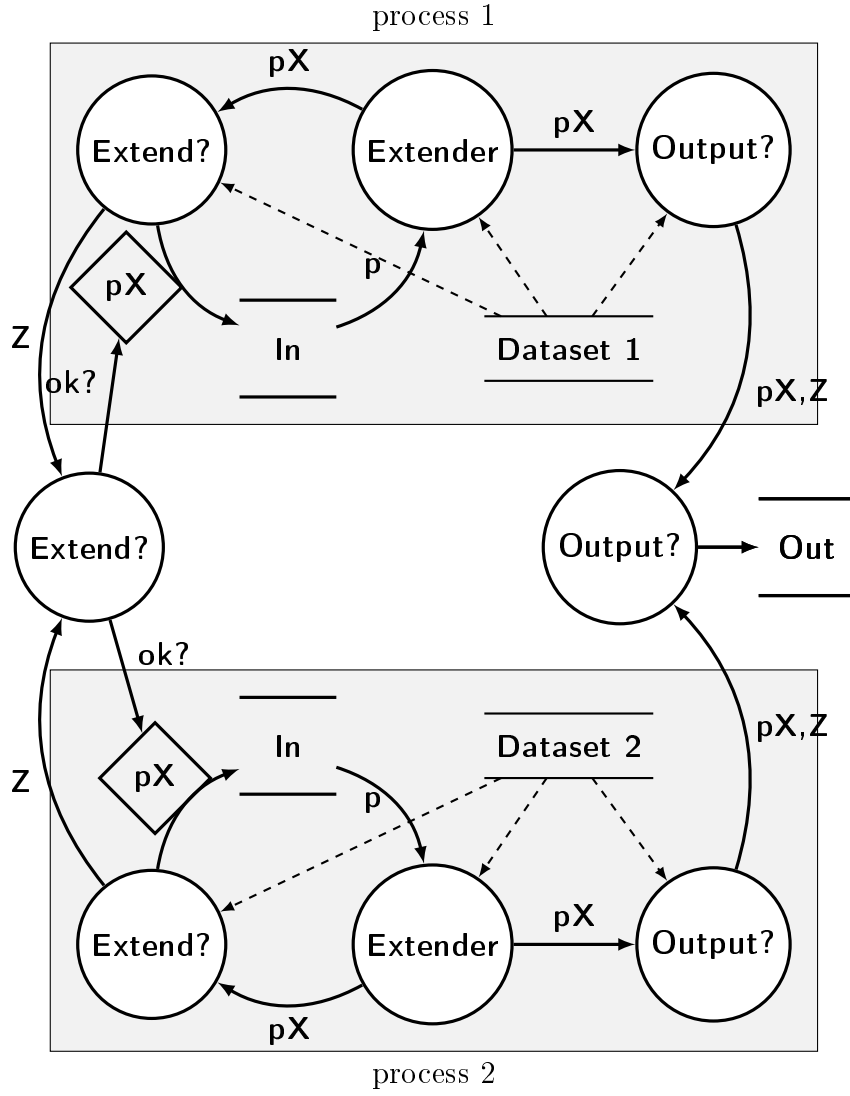 process 1
pX
Extend?
Extender
pX
Output?
pX
p
Z
In
Dataset 1
ok?
pX,Z
Extend?
Output?
Out
ok?
In
Dataset 2
pX,Z
pX
Z
p
Extend?
Extender
pX
Output?
pX
process 2